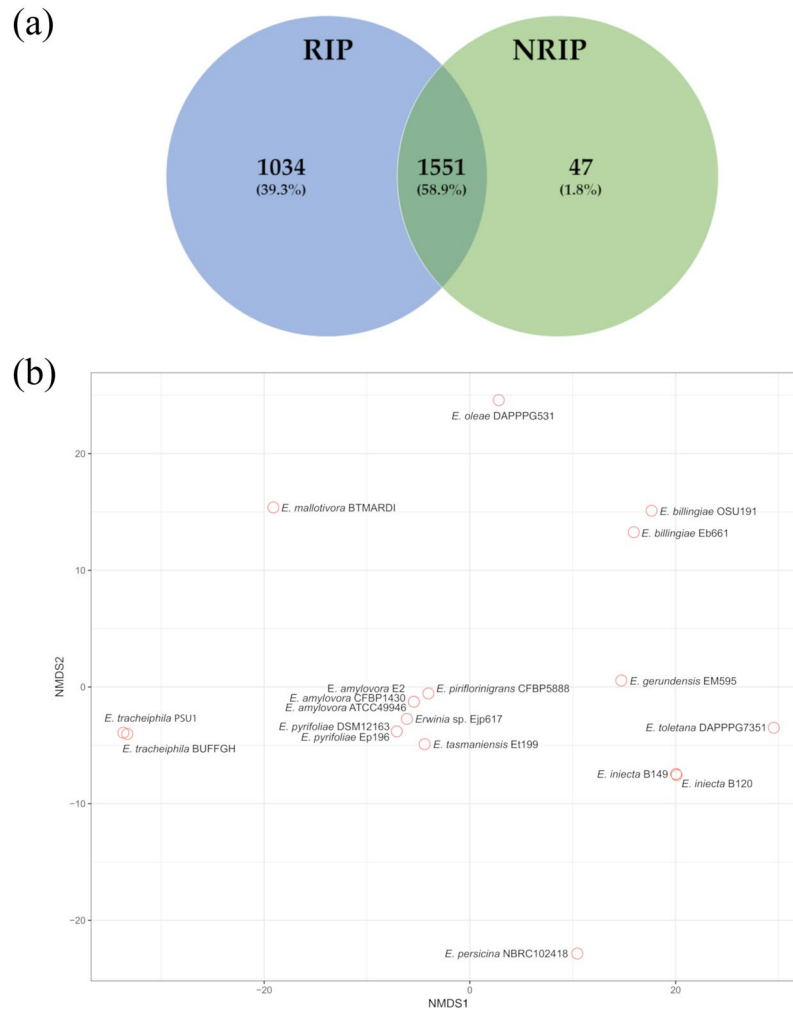 (a)
RIP NRIP
1034 1551 47
(39.3%) (58.9%) (1.8%)
(b)
E. oleae DAPPPG531
20
E. mallotivora BTMARDI
E. billingiae OSU191
E. billingiae Eb661
10
E. gerundensis EM595
E. amylovora E2
E. piriflorinigrans CFBP5888
0
E. amylovora CFBP1430
E. amylovora ATCC49946
NMDS2
E. tracheiphila PSU1
Erwinia sp. Ejp617
E. pyrifoliae DSM12163
E. toletana DAPPPG7351
E. pyrifoliae Ep196
E. tasmaniensis Et199
E. tracheiphila BUFFGH
E. iniecta B149
E. iniecta B120
−10
−20
E. persicina NBRC102418
−20 0 20
NMDS1